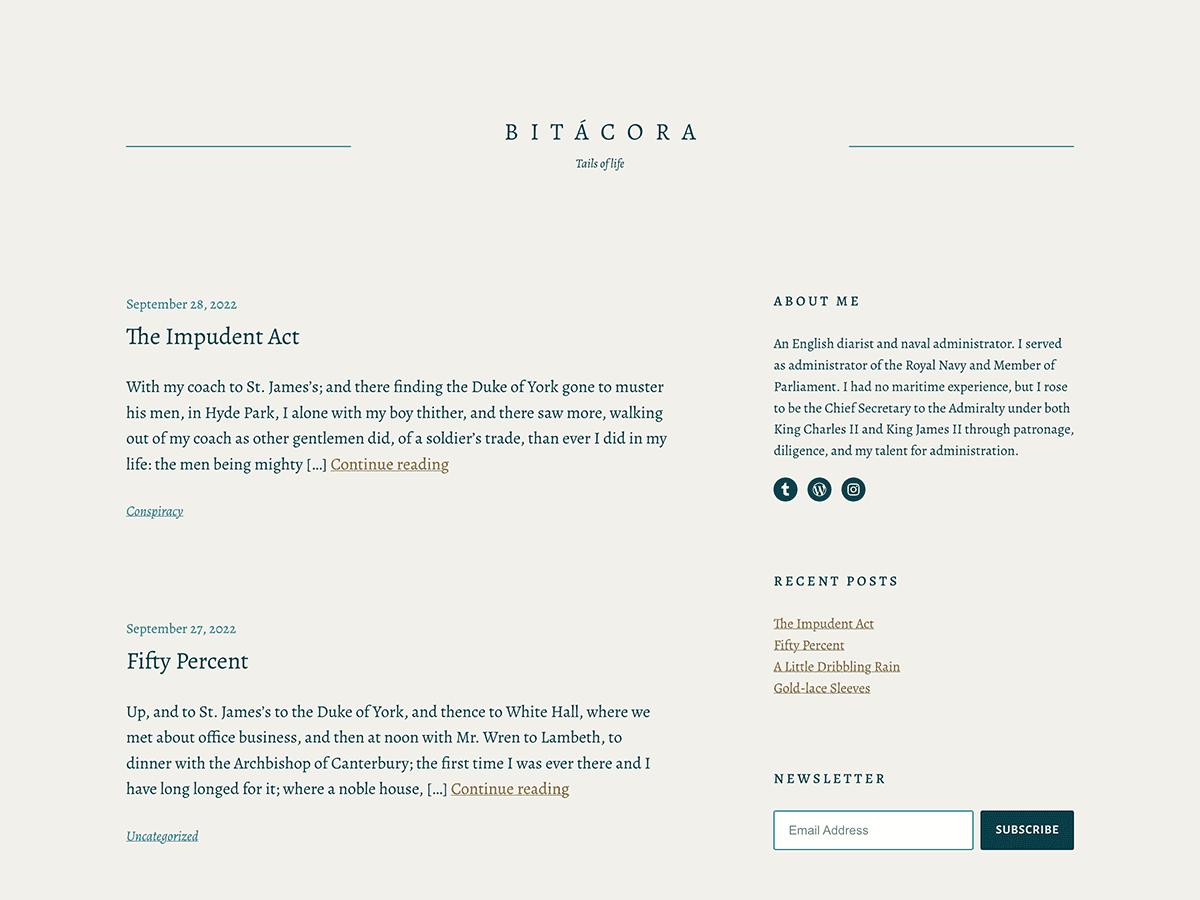 BITÁCORA
Tails of life
September 28, 2022
The Impudent Act
With my coach to St. James’s; and there finding the Duke of York gone to muster
his men, in Hyde Park, I alone with my boy thither, and there saw more, walking
out of my coach as other gentlemen did, of a soldier’s trade, than ever I did in my
life: the men being mighty […] Continue reading
Conspiracy
September 27, 2022
Fifty Percent
Up, and to St. James’s to the Duke of York, and thence to White Hall, where we
met about office business, and then at noon with Mr. Wren to Lambeth, to
dinner with the Archbishop of Canterbury; the first time I was ever there and I
have long longed for it; where a noble house, […] Continue reading
Uncategorized
ABOUT ME
An English diarist and naval administrator. I served
as administrator of the Royal Navy and Member of
Parliament. I had no maritime experience, but I rose
to be the Chief Secretary to the Admiralty under both
King Charles II and King James II through patronage,
diligence, and my talent for administration.
RECENT POSTS
The Impudent Act
Fifty Percent
A Little Dribbling Rain
Gold-lace Sleeves
NEWSLETTER
Email Address
SUBSCRIBE